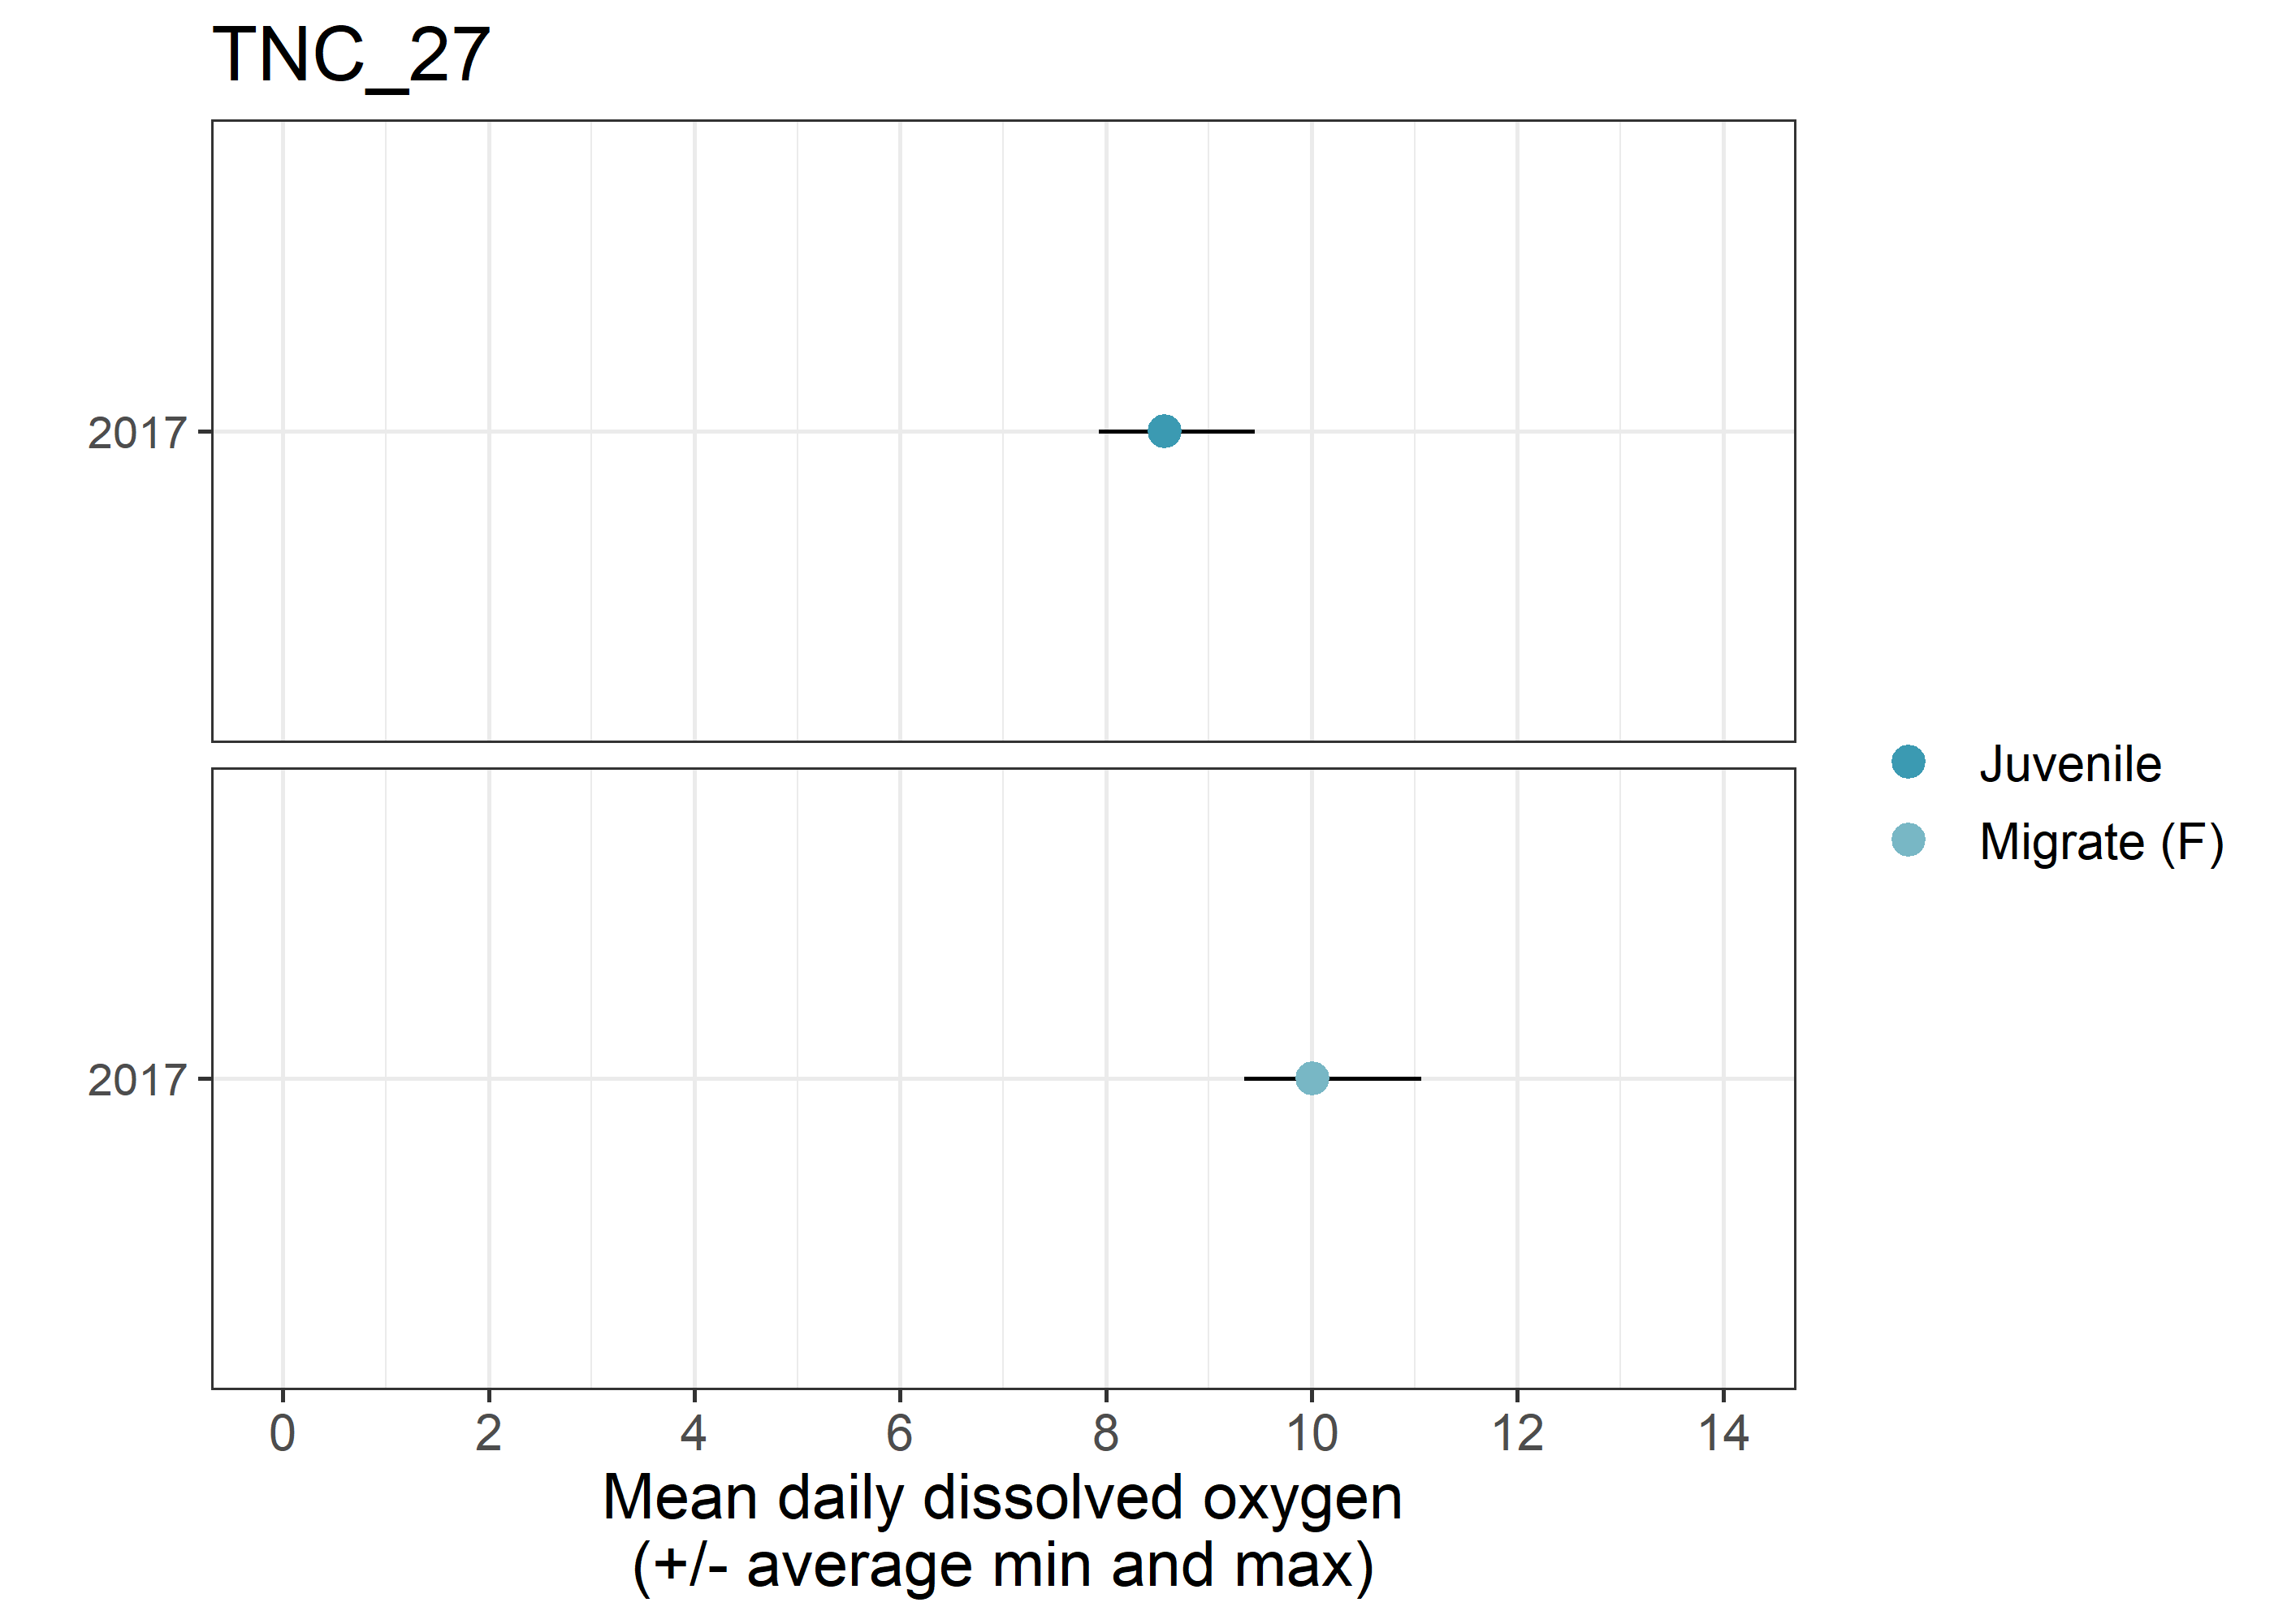 TNC_27
2017
Juvenile
Migrate (F)
2017
0 2 4 6 8 10 12 14
Mean daily dissolved oxygen
(+/- average min and max)